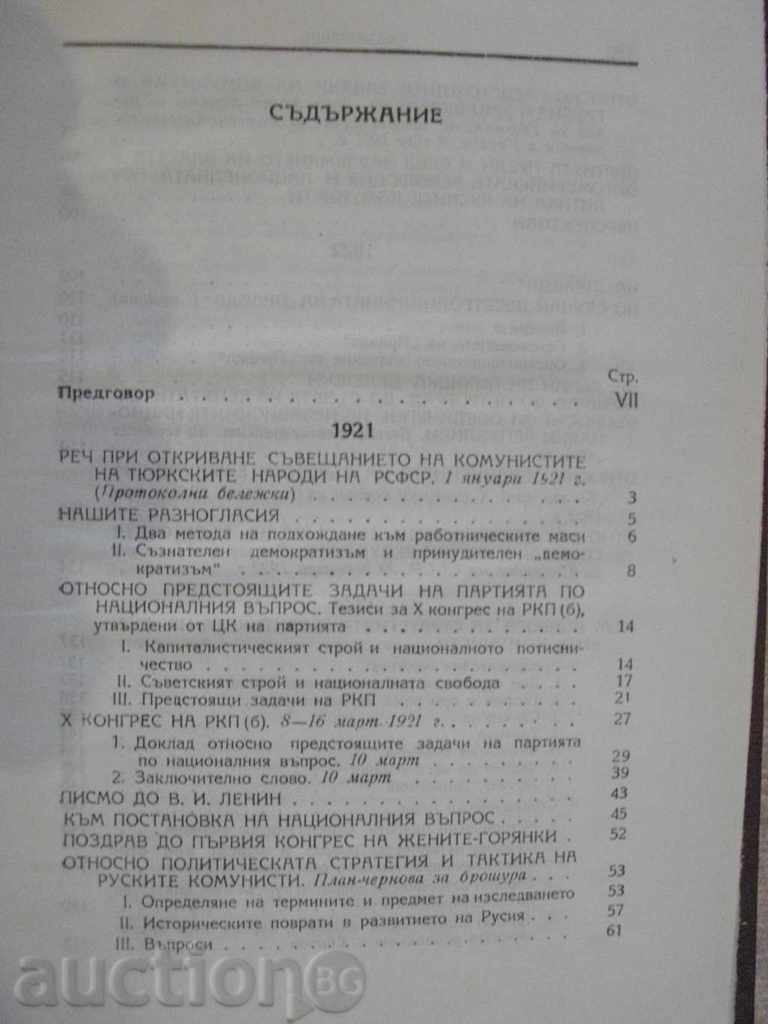 СЪДЪРЖАНИЕ
Стр.
Предговор . . . . . . . . . . . . . . . . . . VII
1921
РЕЧ ПРИ ОТКРИВАНЕ СЪВЕЩАНИЕТО НА КОМУНИСТИТЕ
НА ТЮРКСКИТЕ НАРОДИ НА РСФСР. 1 януари 1921 г.
(Протоколни бележки) . . . . . . . . . . . . 3
НАШИТЕ РАЗНОГЛАСИЯ . . . . . . . . . . . . 5
I. Два метода на подхождане към работническите маси 6
II. Съзнателен демократизъм и принудителен „демо-
кратизъм“ . . . . . . . . . . . . . . . . 8
ОТНОСНО ПРЕДСТОЯЩИТЕ ЗАДАЧИ НА ПАРТИЯТА ПО
НАЦИОНАЛНИЯ ВЪПРОС. Тезиси за X конгрес на РКП (б),
утвърдени от ЦК на партията . . . . . . . . . . 14
I. Капиталистическият строй и националното потисни-
чество . . . . . . . . . . . . . . . . . 14
II. Съветският строй и националната свобода . . . . 17
III. Предстоящи задачи на РКП . . . . . . . . . 21
X КОНГРЕС НА РКП (б). 8—16 март 1921 г. . . . . . . 27
1. Доклад относно предстоящите задачи на партията
по националния въпрос. 10 март . . . . . . . . 29
2. Заключително слово. 10 март . . . . . . . . . 39
ПИСМО ДО В. И. ЛЕНИН . . . . . . . . . . . . 43
КЪМ ПОСТАНОВКА НА НАЦИОНАЛНИЯ ВЪПРОС . . . . 45
ПОЗДРАВ ДО ПЪРВИЯ КОНГРЕС НА ЖЕНИТЕ-ГОРЯНКИ . 52
ОТНОСНО ПОЛИТИЧЕСКАТА СТРАТЕГИЯ И ТАКТИКА НА
РУСКИТЕ КОМУНИСТИ. План-чернова за брошура . . . 53
I. Определяне на термините и предмет на изследването 53
II. Историческите поврати в развитието на Русия . . . 57
III. Въпроси . . . . . . . . . . . . . . . . 61
auction BG